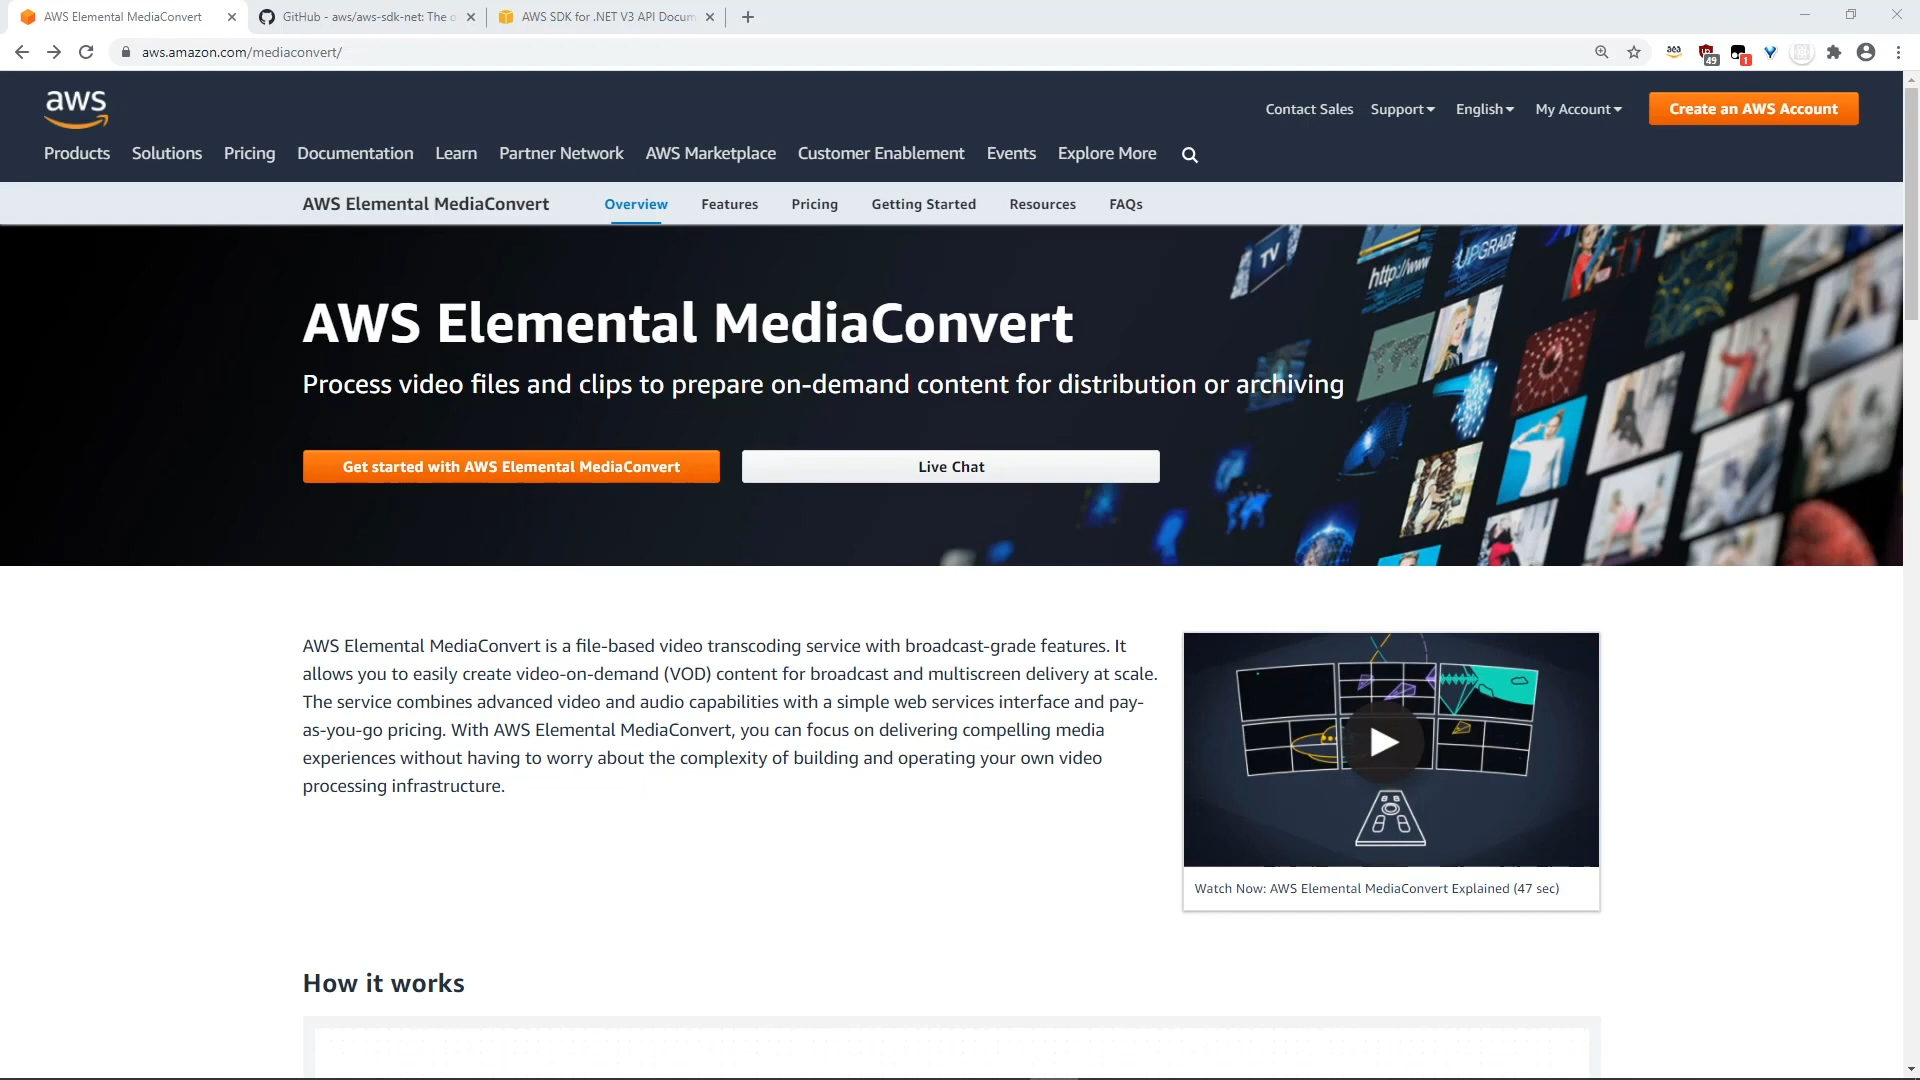 AWS Elemental MediaConvert
GitHub - aws/aws-sdk-net: The o
AWS SDK for .NET V3 API Docum
aws.amazon.com/mediaconvert/
49
1
aws
Contact Sales
Support
English
My Account
Create an AWS Account
Products
Solutions
Pricing
Documentation
Learn
Partner Network
AWS Marketplace
Customer Enablement
Events
Explore More
AWS Elemental MediaConvert
Overview
Features
Pricing
Getting Started
Resources
FAQs
TV
http://www
UPGRADE
AWS Elemental MediaConvert
Process video files and clips to prepare on-demand content for distribution or archiving
Get started with AWS Elemental MediaConvert
Live Chat
AWS Elemental MediaConvert is a file-based video transcoding service with broadcast-grade features. It
allows you to easily create video-on-demand (VOD) content for broadcast and multiscreen delivery at scale.
The service combines advanced video and audio capabilities with a simple web services interface and pay-
as-you-go pricing. With AWS Elemental MediaConvert, you can focus on delivering compelling media
experiences without having to worry about the complexity of building and operating your own video
processing infrastructure.
Watch Now: AWS Elemental MediaConvert Explained (47 sec)
How it works